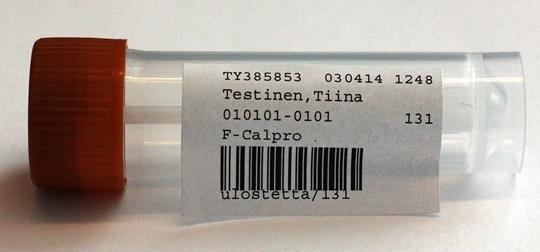 TY385853 030414 1248
Testinen,Tiina
010101-0101 131
F-Calpro
ulostetta/131